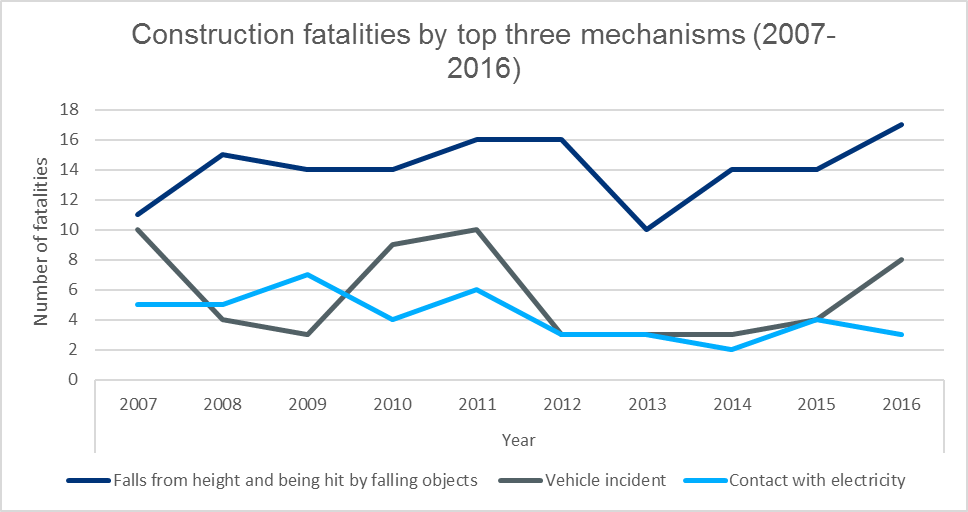 Construction fatalities by top three mechanisms (2007-
2016)
18
16
14
12
10
8
6
4
2
0
Number of fatalities
2007 2008 2009 2010 2011 2012 2013 2014 2015 2016
Year
Falls from height and being hit by falling objects Vehicle incident Contact with electricity